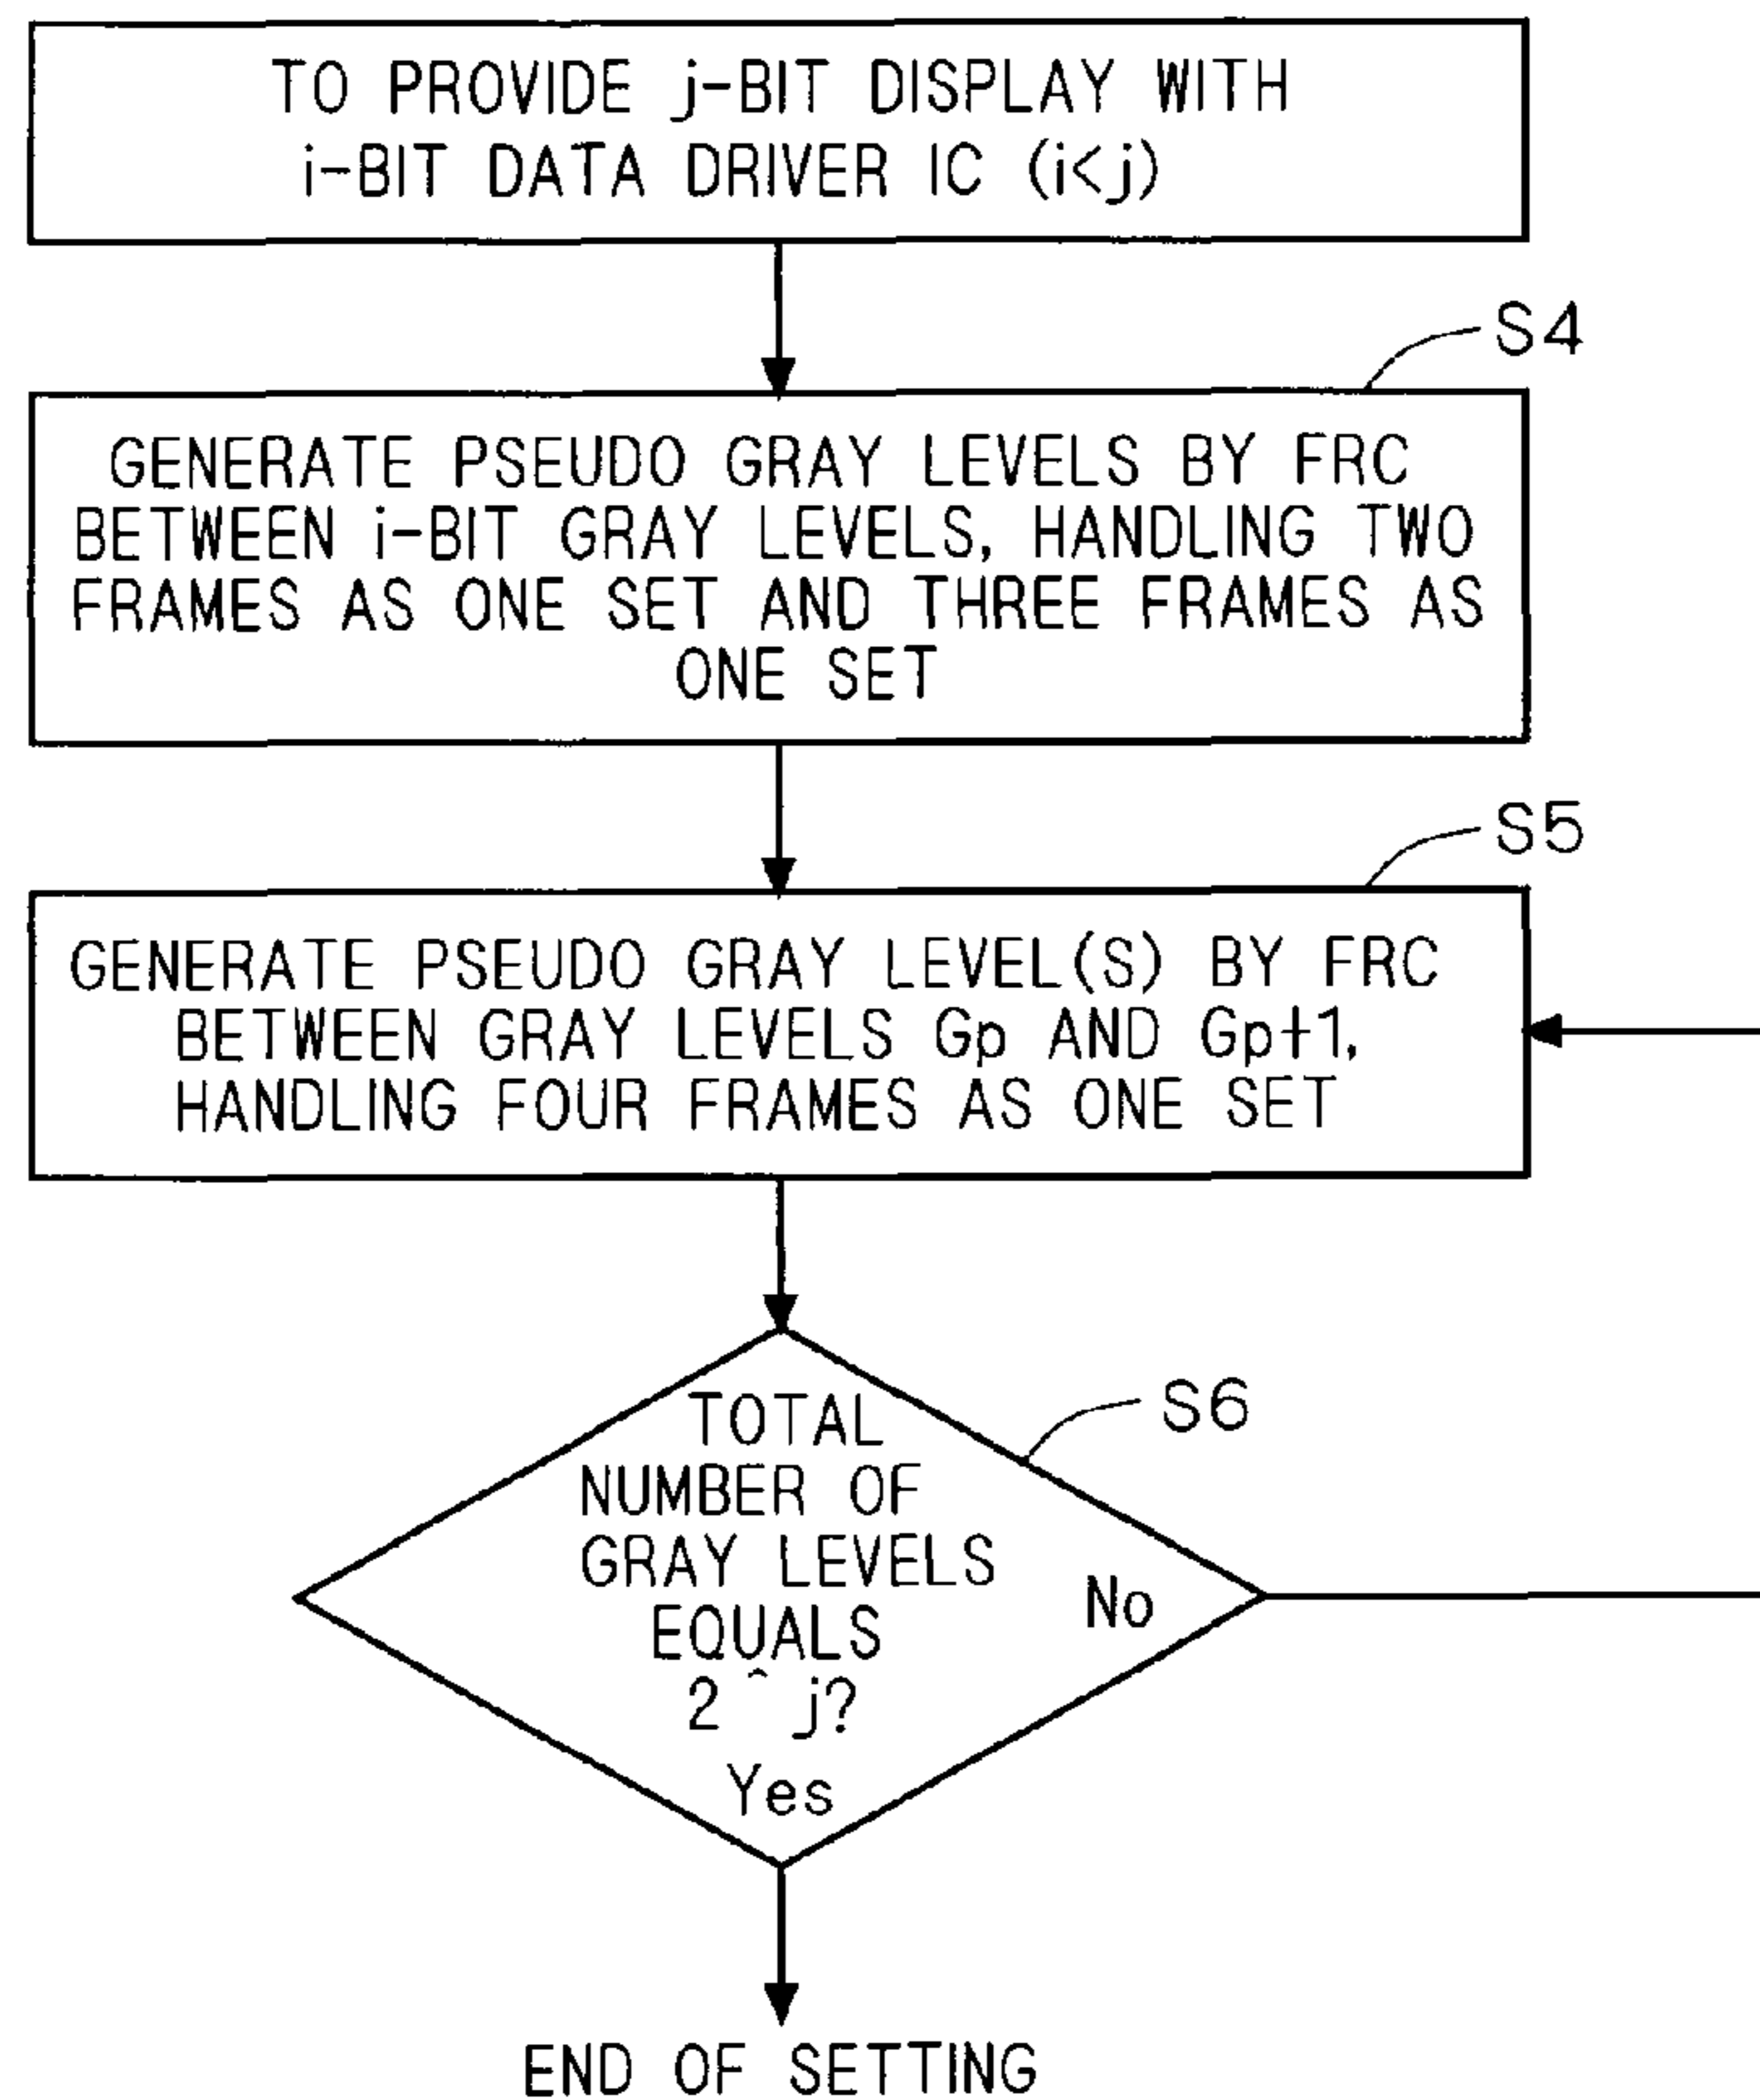 TO PROVIDE j-BIT DISPLAY WITH
i-BIT DATA DRIVER IC (i<j)
S4
GENERATE PSEUDO GRAY LEVELS BY FRC
BETWEEN i-BIT GRAY LEVELS, HANDLING TWO
FRAMES AS ONE SET AND THREE FRAMES AS
ONE SET
S5
GENERATE PSEUDO GRAY LEVEL(S) BY FRC
BETWEEN GRAY LEVELS Gp AND Gp+1,
HANDLING FOUR FRAMES AS ONE SET
S6
TOTAL
NUMBER OF
GRAY LEVELS
EQUALS
2 ^ j?
No
Yes
END OF SETTING